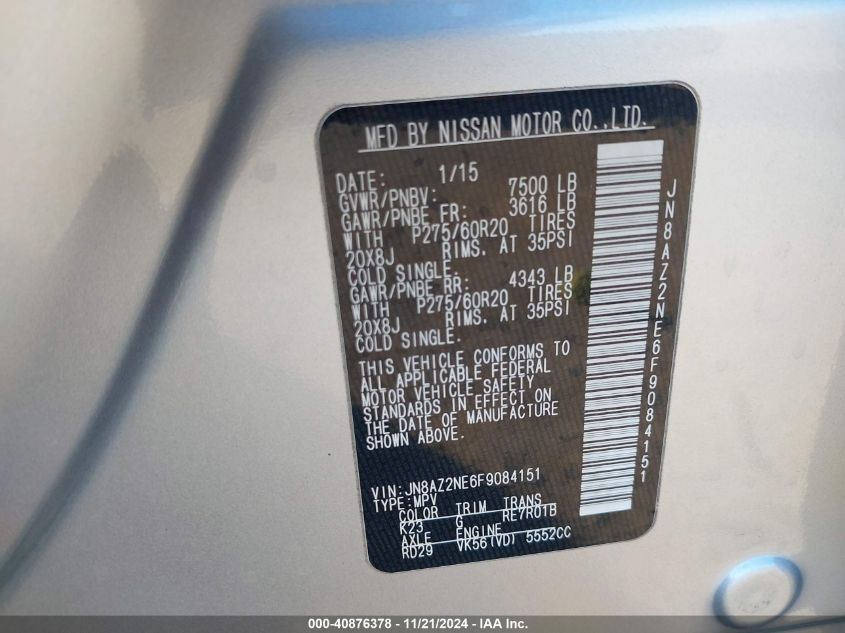 MFD BY NISSAN MOTOR CO.,LTD.
DATE: 1/15
GVWR/PNBV: 7500 LB
GAWR/PNBE FR: 3616 LB
WITH P275/60R20 TIRES
20X8J RIMS. AT 35PSI
COLD SINGLE.
GAWR/PNBE RR: 4343 LB
WITH P275/60R20 TIRES
20X8J RIMS. AT 35PSI
COLD SINGLE.
THIS VEHICLE CONFORMS TO
ALL APPLICABLE FEDERAL
MOTOR VEHICLE SAFETY
STANDARDS IN EFFECT ON
THE DATE OF MANUFACTURE
SHOWN ABOVE.
VIN:JN8AZ2NE6F9084151
TYPE:MPV
COLOR TRIM TRANS
K23 G RE7R01B
AXLE ENGINE
RD29 VK56(VD) 5552CC
JN8AZ2NE6F9084151
000-40876378 - 11/21/2024 - IAA Inc.